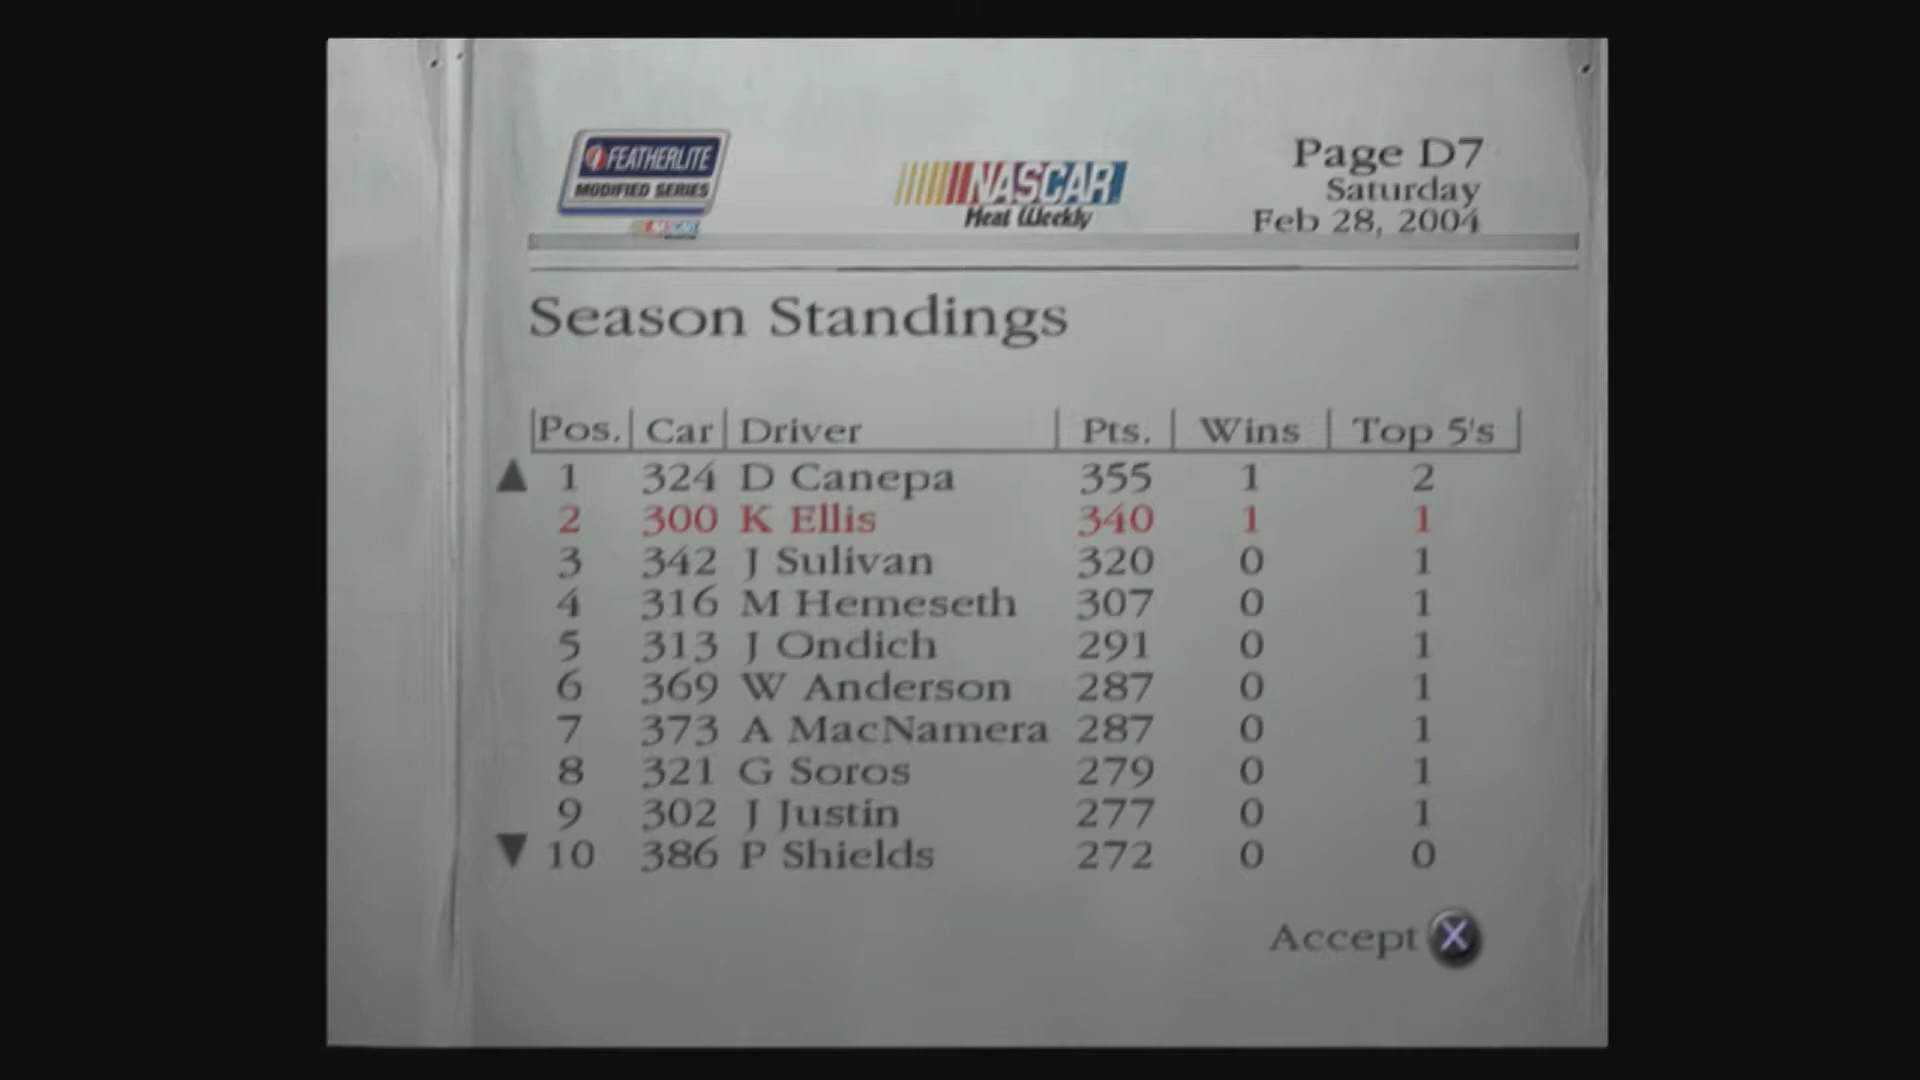 FEATHERLITE
MODIFIED SERIES
NASCAR
NASCAR
Heat Weekly
Page D7
Saturday
Feb 28, 2004
Season Standings
Pos. Car Driver Pts. Wins Top 5's
1 324 D Canepa 355 1 2
2 300 K Ellis 340 1 1
3 342 J Sulivan 320 0 1
4 316 M Hemeseth 307 0 1
5 313 J Ondich 291 0 1
6 369 W Anderson 287 0 1
7 373 A MacNamera 287 0 1
8 321 G Soros 279 0 1
9 302 J Justin 277 0 1
10 386 P Shields 272 0 0
Accept X